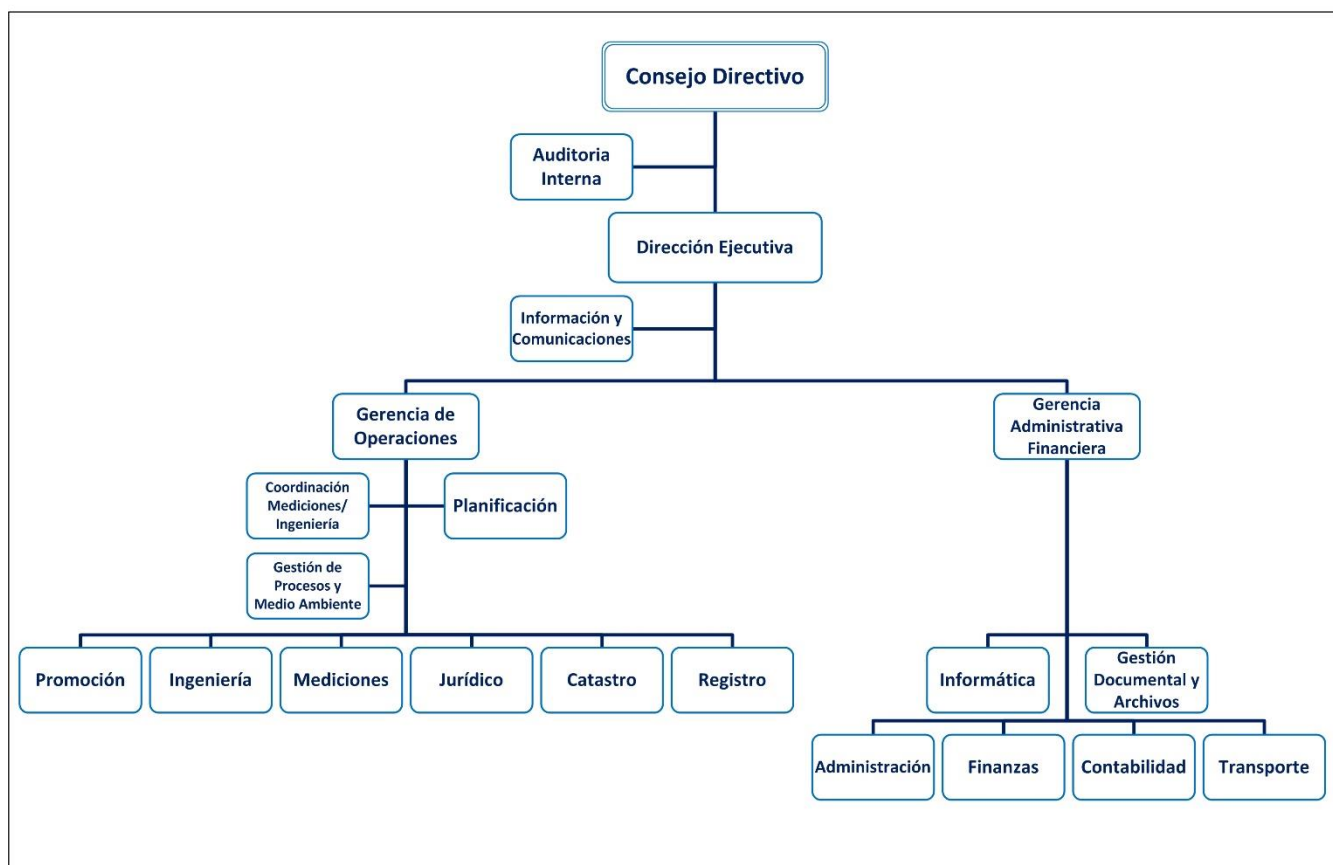 Consejo Directivo
Auditoria
Interna
Dirección Ejecutiva
Información y
Comunicaciones
Gerencia de
Operaciones
Gerencia
Administrativa
Financiera
Coordinación
Mediciones/
Ingeniería
Planificación
Gestión de
Procesos y
Medio Ambiente
Promoción
Ingeniería
Mediciones
Jurídico
Catastro
Registro
Informática
Gestión
Documental y
Archivos
Administración
Finanzas
Contabilidad
Transporte